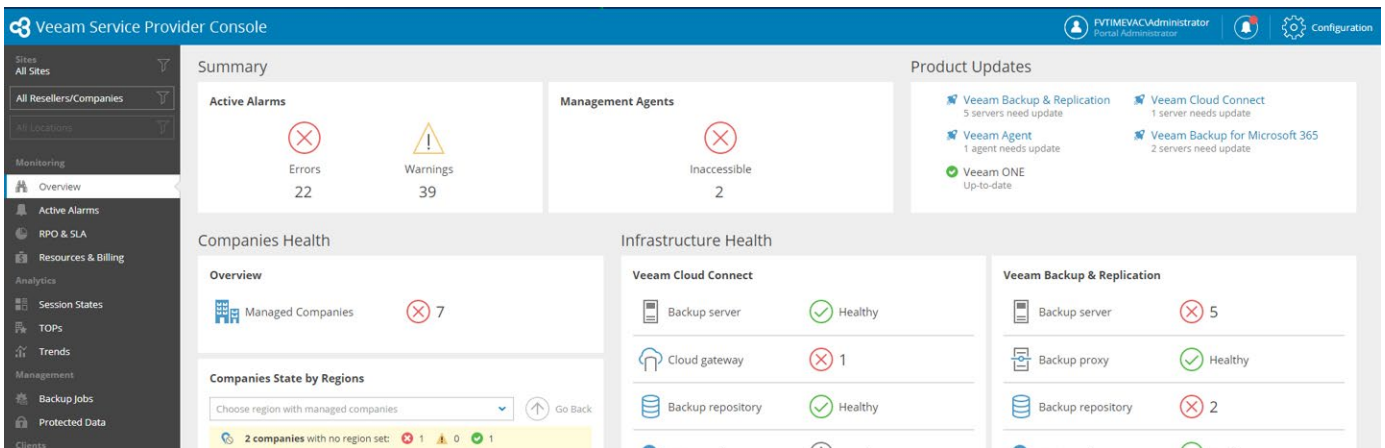 Veeam Service Provider Console
FVTIMEVAC\Administrator
Portal Administrator
Configuration
Sites
All Sites
All Resellers/Companies
All Locations
Monitoring
Overview
Active Alarms
RPO & SLA
Resources & Billing
Analytics
Session States
TOPs
Trends
Management
Backup Jobs
Protected Data
Clients
Summary
Active Alarms
Errors
22
Warnings
39
Management Agents
Inaccessible
2
Product Updates
Veeam Backup & Replication
5 servers need update
Veeam Cloud Connect
1 server needs update
Veeam Agent
1 agent needs update
Veeam Backup for Microsoft 365
2 servers need update
Veeam ONE
Up-to-date
Companies Health
Overview
Managed Companies 7
Companies State by Regions
Choose region with managed companies
Go Back
2 companies with no region set: 1 0 1
Infrastructure Health
Veeam Cloud Connect
Backup server Healthy
Cloud gateway 1
Backup repository Healthy
Veeam Backup & Replication
Backup server 5
Backup proxy Healthy
Backup repository 2